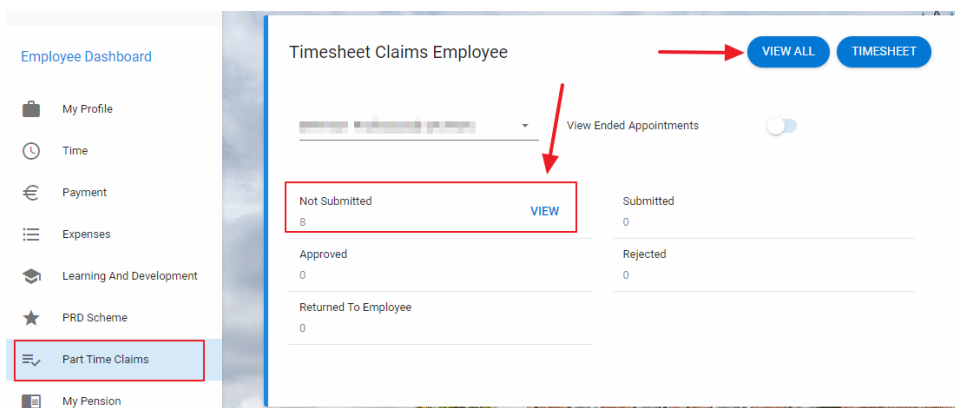 Employee Dashboard
My Profile
Time
Payment
Expenses
Learning And Development
PRD Scheme
Part Time Claims
My Pension
Timesheet Claims Employee
VIEW ALL
TIMESHEET
View Ended Appointments
Not Submitted
8
VIEW
Submitted
0
Approved
0
Rejected
0
Returned To Employee
0